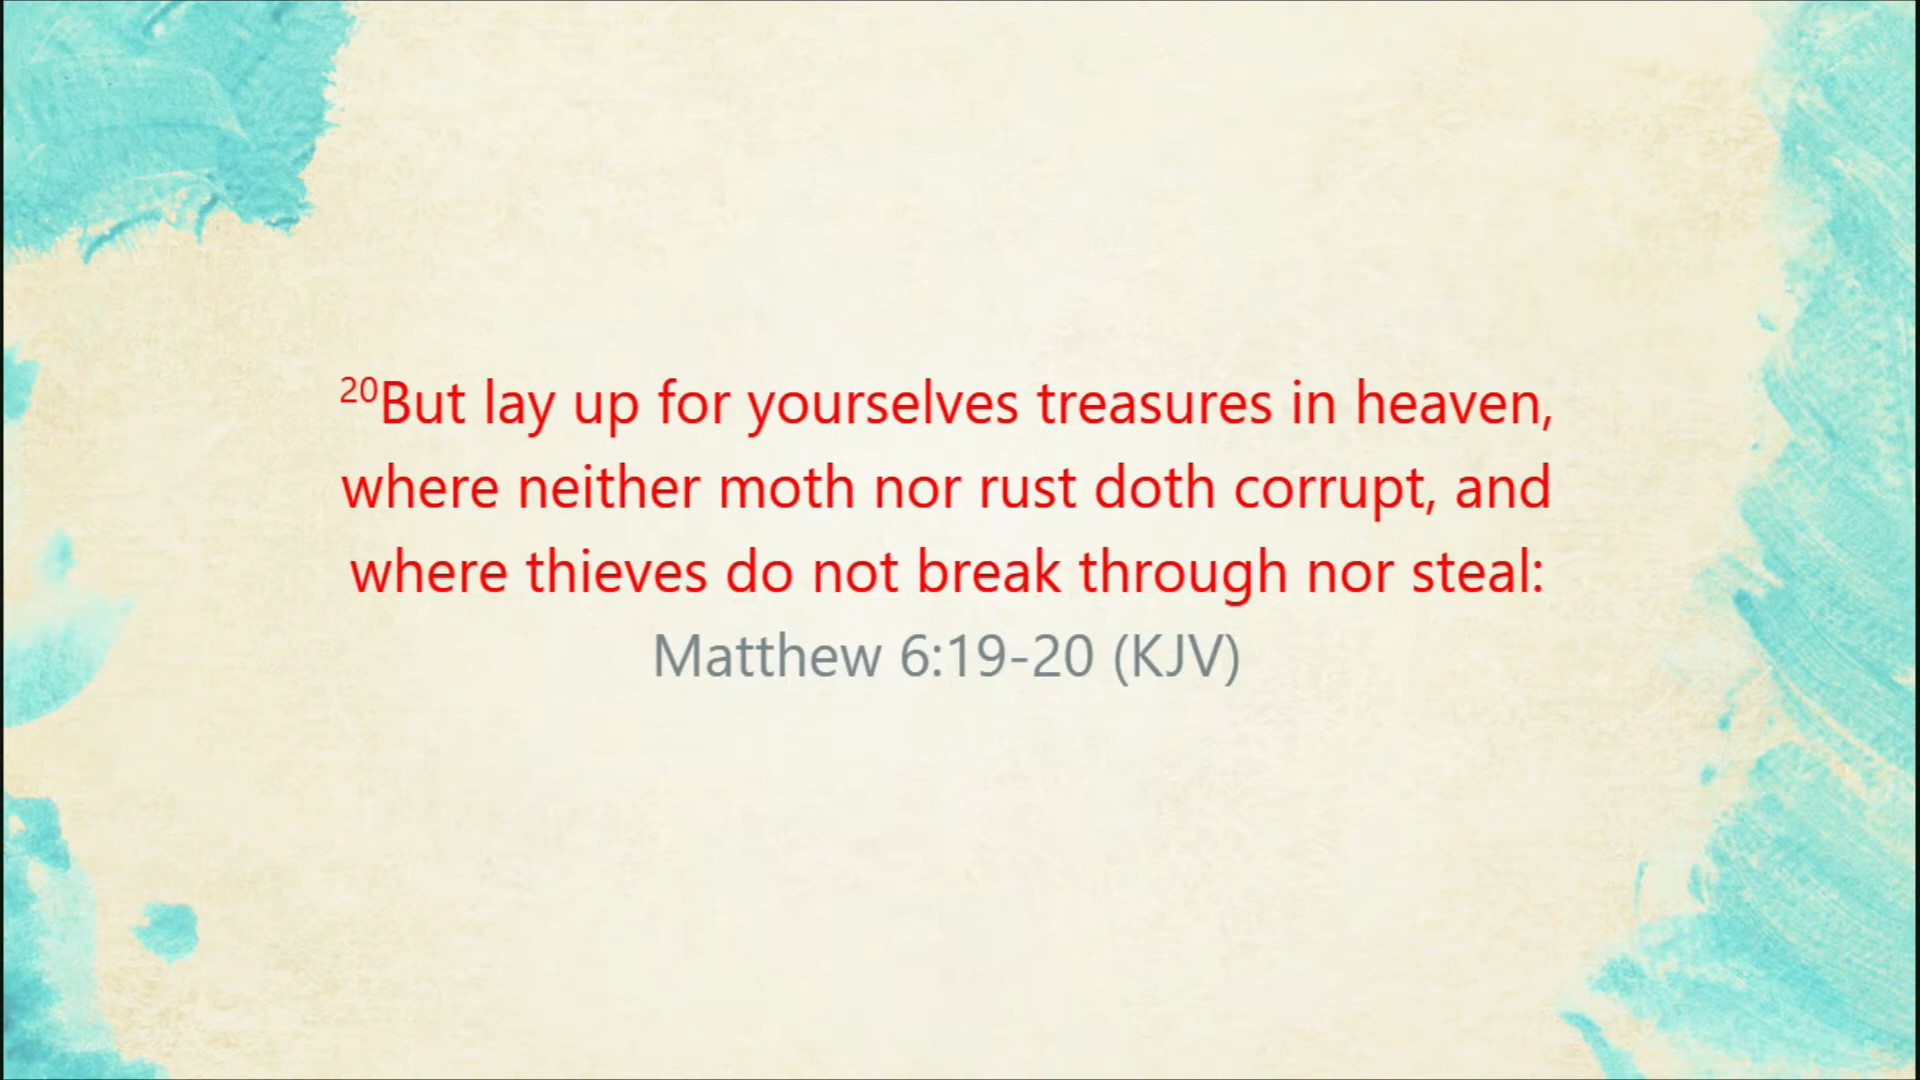 20But lay up for yourselves treasures in heaven,
where neither moth nor rust doth corrupt, and
where thieves do not break through nor steal:
Matthew 6:19-20 (KJV)